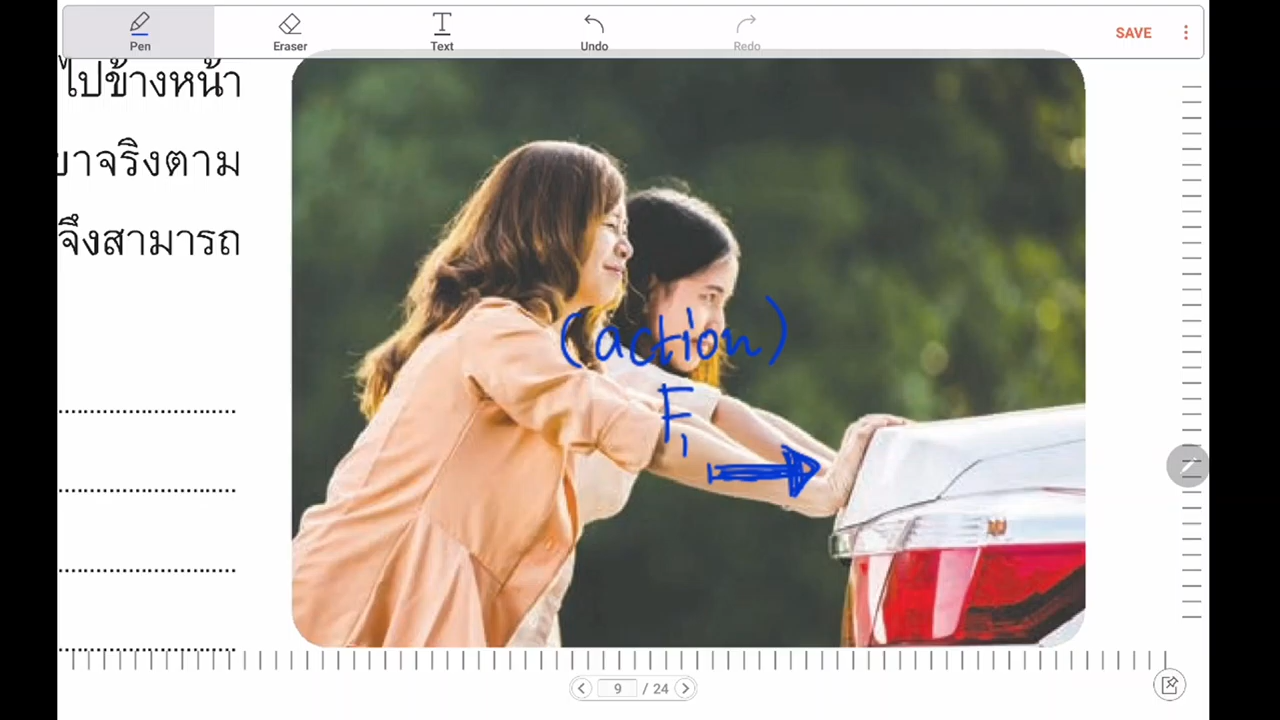 Pen Eraser Text Undo Redo SAVE
ไปข้างหน้า
ขาจริงตาม
จึงสามารถ
(action)
F₁
9 / 24